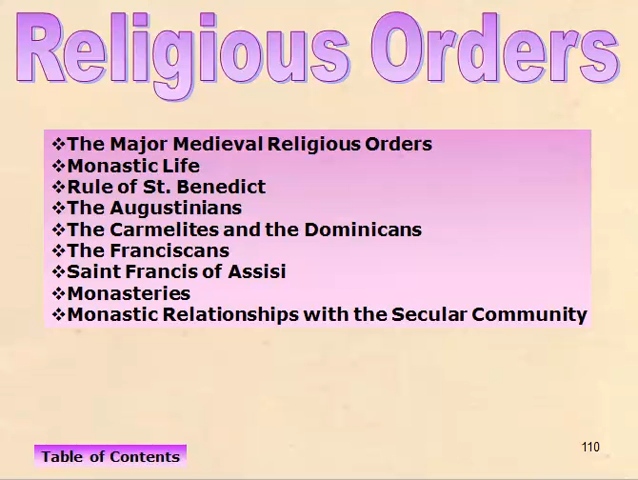 Religious Orders
❖The Major Medieval Religious Orders
❖Monastic Life
❖Rule of St. Benedict
❖The Augustinians
❖The Carmelites and the Dominicans
❖The Franciscans
❖Saint Francis of Assisi
❖Monasteries
❖Monastic Relationships with the Secular Community
110
Table of Contents